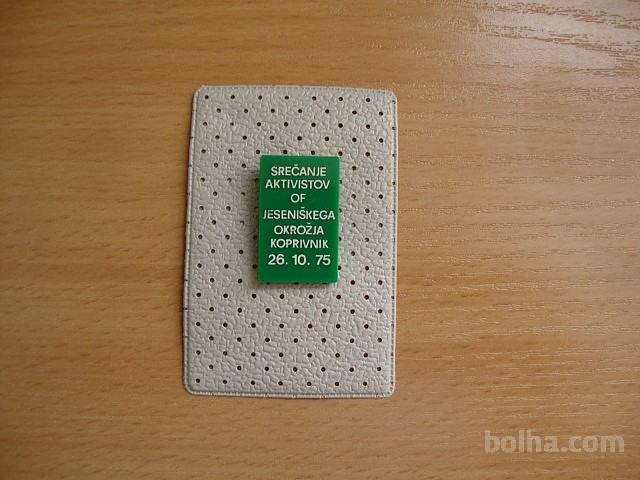 SREČANJE
AKTIVISTOV
OF
JESENIŠKEGA
OKROŽJA
KOPRIVNIK
26. 10. 75
bolha.com